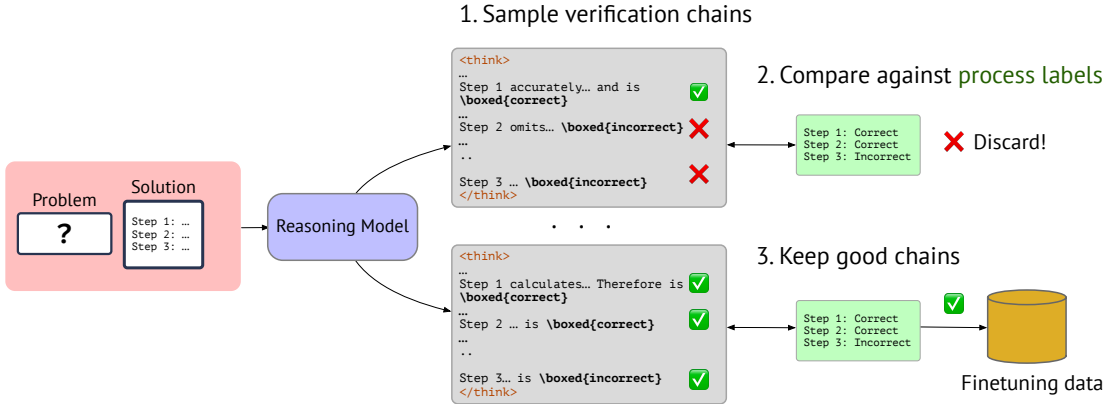 1. Sample verification chains
<think>
...
Step 1 accurately... and is
\boxed{correct}
...
Step 2 omits... \boxed{incorrect}
...
..
Step 3 ... \boxed{incorrect}
</think>
2. Compare against process labels
Step 1: Correct
Step 2: Correct
Step 3: Incorrect
Discard!
Problem
?
Solution
Step 1: ...
Step 2: ...
Step 3: ...
Reasoning Model
. . .
<think>
...
Step 1 calculates... Therefore is
\boxed{correct}
...
Step 2 ... is \boxed{correct}
...
..
Step 3... is \boxed{incorrect}
</think>
3. Keep good chains
Step 1: Correct
Step 2: Correct
Step 3: Incorrect
Finetuning data